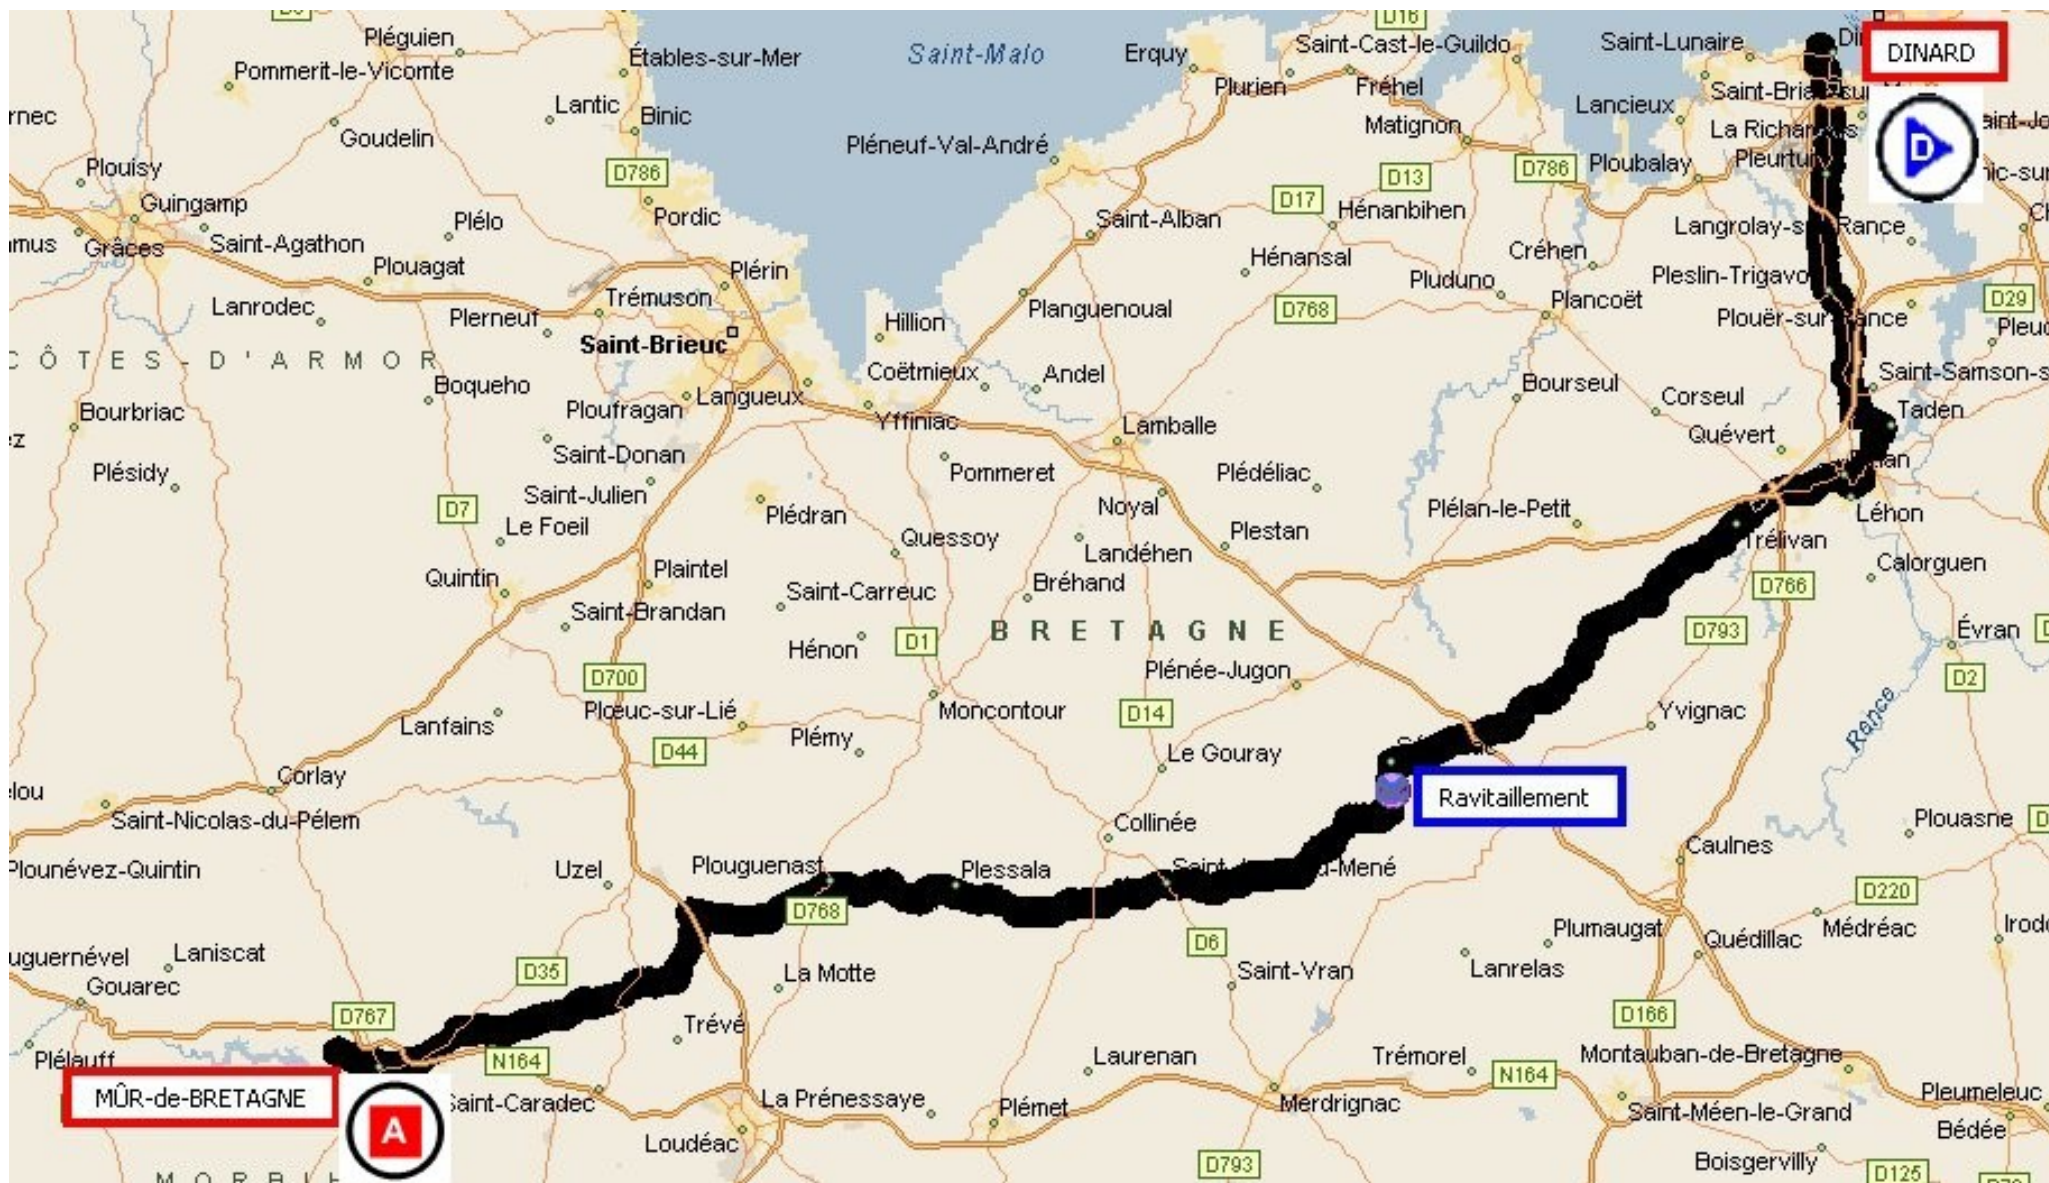 D16
Pléguien
Saint-Malo
Erquy
Saint-Cast-le-Guildo
Saint-Lunaire
DINARD
Pommerit-le-Vicomte
Étables-sur-Mer
Plurien
Fréhel
Lantic
Binic
Lancieux
Goudelin
Matignon
Pléneuf-Val-André
D
Plouisy
D786
D13
D786
Ploubalay
Guingamp
Pordic
D17
Hénanbihen
Plélo
Saint-Alban
Grâces
Saint-Agathon
Plouagat
Plérin
Hénansal
Créhen
Pluduno
Lanrodec
Trémuson
Planguenoual
D768
Plancoët
D29
Plerneuf
Hillion
Saint-Brieuc
CÔTES-D'ARMOR
Boqueho
Coëtmieux
Andel
Bourseul
Corseul
Bourbriac
Ploufragan
Langueux
Yffiniac
Lamballe
Taden
Quévert
Plésidy
Saint-Donan
Pommeret
Plédéliac
Saint-Julien
D7
Le Foeil
Plédran
Noyal
Plélan-le-Petit
Léhon
Quessoy
Landéhen
Plestan
Trélivan
Quintin
Plaintel
Saint-Carreuc
Bréhand
D766
Calorguen
Saint-Brandan
Hénon
D1
BRETAGNE
D793
Évran
D700
Plénée-Jugon
D2
Lanfains
Plœuc-sur-Lié
Moncontour
D14
Yvignac
Rance
D44
Plémy
Le Gouray
Corlay
Ravitaillement
Saint-Nicolas-du-Pélem
Collinée
Plouasne
Plounévez-Quintin
Uzel
Plouguenast
Plessala
Caulnes
D768
D220
Laniscat
D35
La Motte
D6
Plumaugat
Quédillac
Médréac
Gouarec
Saint-Vran
Lanrelas
D767
Trévé
D166
Plélauff
N164
Laurenan
Trémorel
N164
Montauban-de-Bretagne
MÛR-de-BRETAGNE
A
Saint-Caradec
La Prénessaye
Plémet
Merdrignac
Saint-Méen-le-Grand
Pleumeleuc
Bédée
Loudéac
D793
Boisgervilly
D125